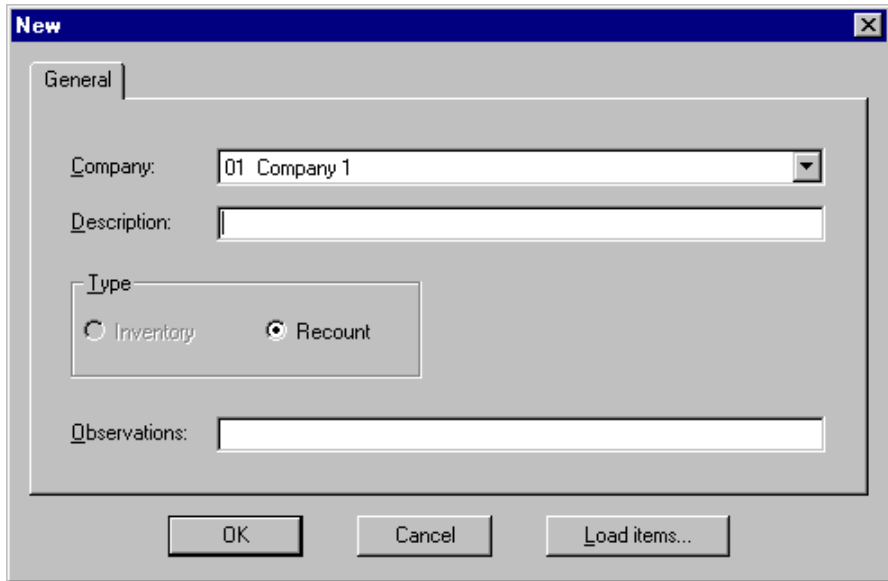 New
General
Company: 01 Company 1
Description:
Type
Inventory Recount
Observations:
OK Cancel Load items...